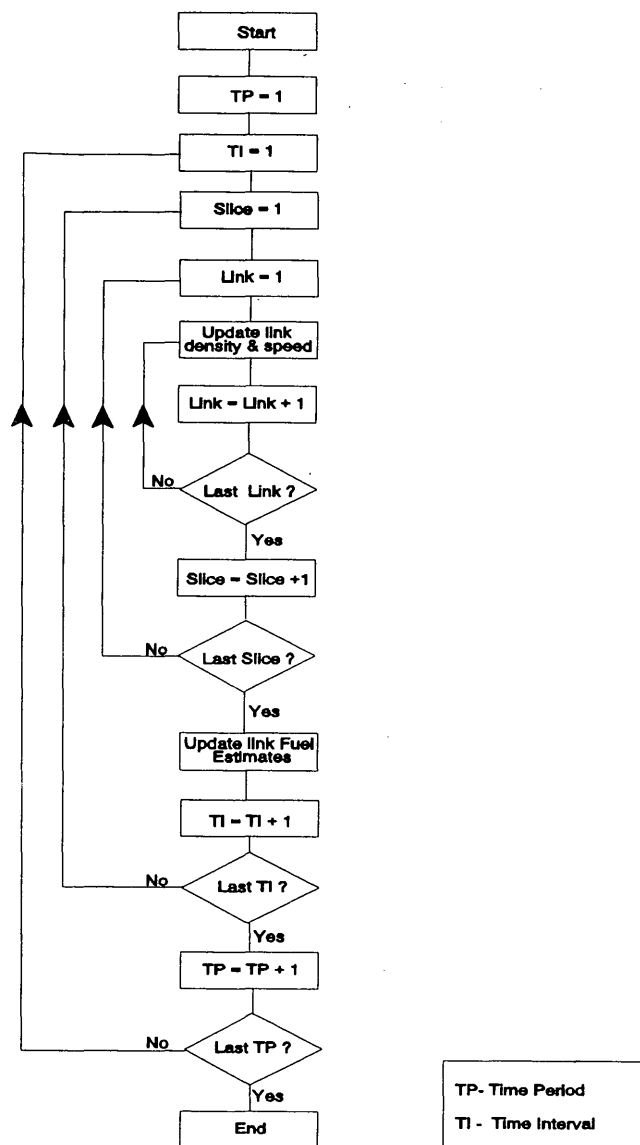 Start
TP = 1
TI = 1
Slice = 1
Link = 1
Update link
density & speed
Link = Link + 1
No
Last Link ?
Yes
Slice = Slice +1
No
Last Slice ?
Yes
Update link Fuel
Estimates
TI = TI + 1
No
Last TI ?
Yes
TP = TP + 1
No
Last TP ?
Yes
End
TP- Time Period
TI - Time Interval